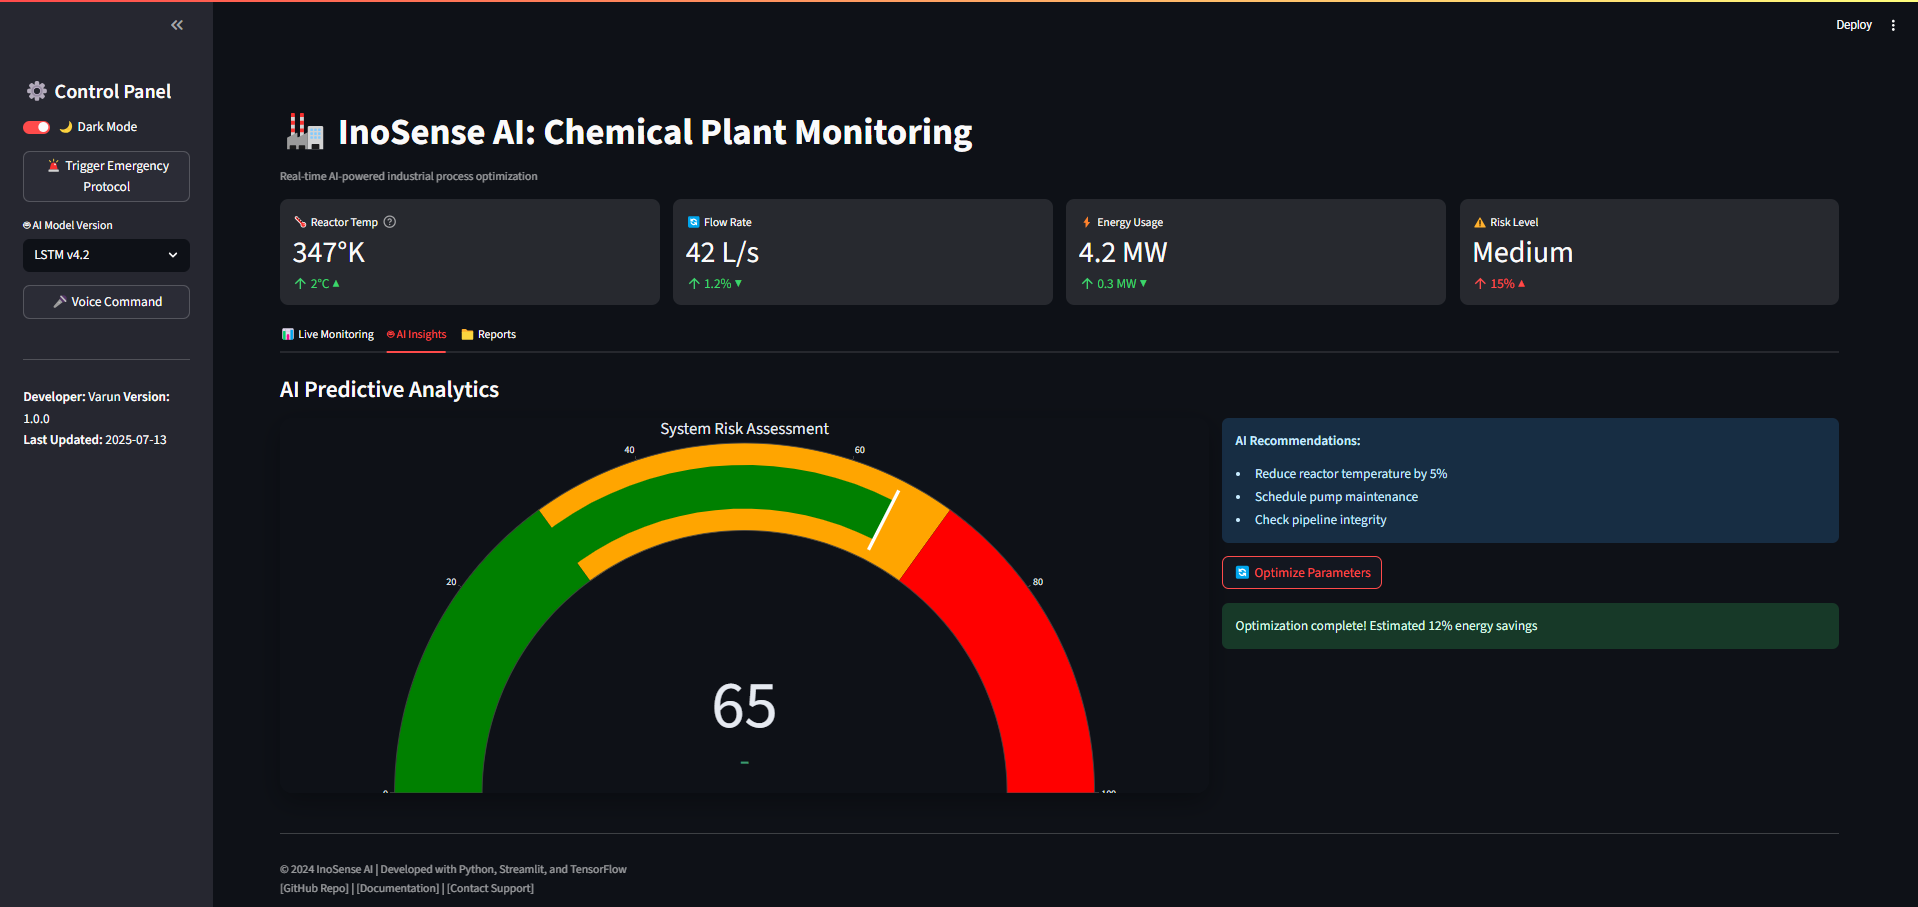 Deploy
Control Panel
Dark Mode
Trigger Emergency
Protocol
AI Model Version
LSTM v4.2
Voice Command
Developer: Varun Version:
1.0.0
Last Updated: 2025-07-13
InoSense AI: Chemical Plant Monitoring
Real-time AI-powered industrial process optimization
Reactor Temp
347°K
↑ 2°C ▲
Flow Rate
42 L/s
↑ 1.2% ▼
Energy Usage
4.2 MW
↑ 0.3 MW ▼
Risk Level
Medium
↑ 15% ▲
Live Monitoring
AI Insights
Reports
AI Predictive Analytics
System Risk Assessment
0
20
40
60
80
100
65
-
AI Recommendations:
• Reduce reactor temperature by 5%
• Schedule pump maintenance
• Check pipeline integrity
Optimize Parameters
Optimization complete! Estimated 12% energy savings
© 2024 InoSense AI | Developed with Python, Streamlit, and TensorFlow
[GitHub Repo] | [Documentation] | [Contact Support]